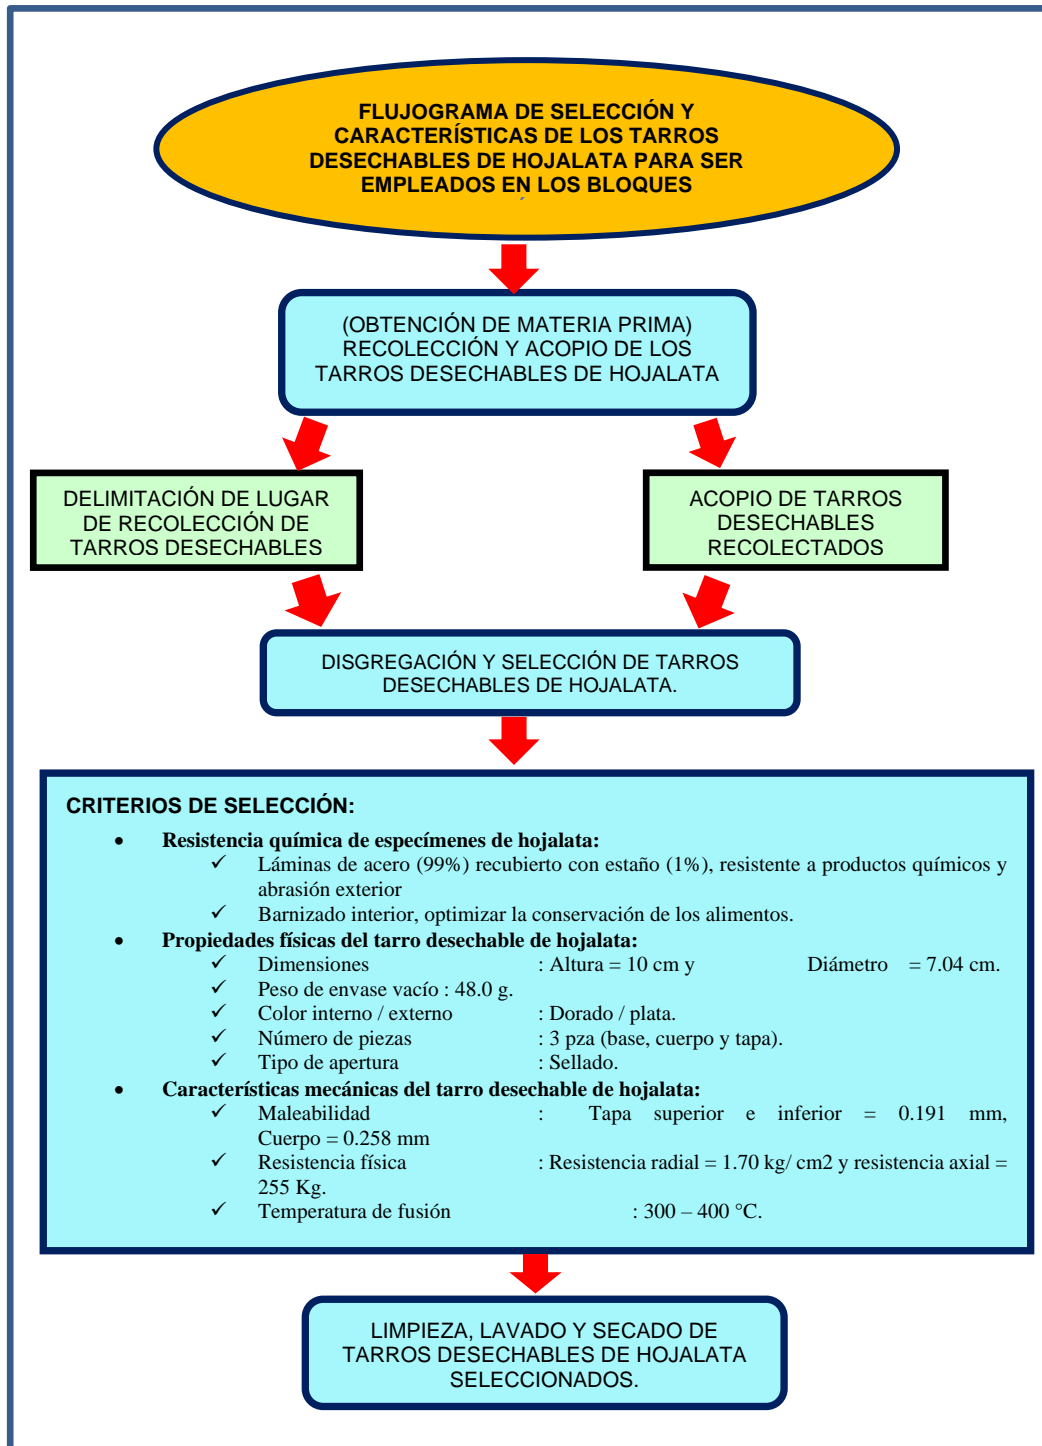 FLUJOGRAMA DE SELECCIÓN Y
CARACTERÍSTICAS DE LOS TARROS
DESECHABLES DE HOJALATA PARA SER
EMPLEADOS EN LOS BLOQUES
(OBTENCIÓN DE MATERIA PRIMA)
RECOLECCIÓN Y ACOPIO DE LOS
TARROS DESECHABLES DE HOJALATA
DELIMITACIÓN DE LUGAR
DE RECOLECCIÓN DE
TARROS DESECHABLES
ACOPIO DE TARROS
DESECHABLES
RECOLECTADOS
DISGREGACIÓN Y SELECCIÓN DE TARROS
DESECHABLES DE HOJALATA.
CRITERIOS DE SELECCIÓN:
• Resistencia química de especímenes de hojalata:
✓ Láminas de acero (99%) recubierto con estaño (1%), resistente a productos químicos y
abrasión exterior
✓ Barnizado interior, optimizar la conservación de los alimentos.
• Propiedades físicas del tarro desechable de hojalata:
✓ Dimensiones : Altura = 10 cm y Diámetro = 7.04 cm.
✓ Peso de envase vacío : 48.0 g.
✓ Color interno / externo : Dorado / plata.
✓ Número de piezas : 3 pza (base, cuerpo y tapa).
✓ Tipo de apertura : Sellado.
• Características mecánicas del tarro desechable de hojalata:
✓ Maleabilidad : Tapa superior e inferior = 0.191 mm,
Cuerpo = 0.258 mm
✓ Resistencia física : Resistencia radial = 1.70 kg/ cm2 y resistencia axial =
255 Kg.
✓ Temperatura de fusión : 300 – 400 °C.
LIMPIEZA, LAVADO Y SECADO DE
TARROS DESECHABLES DE HOJALATA
SELECCIONADOS.